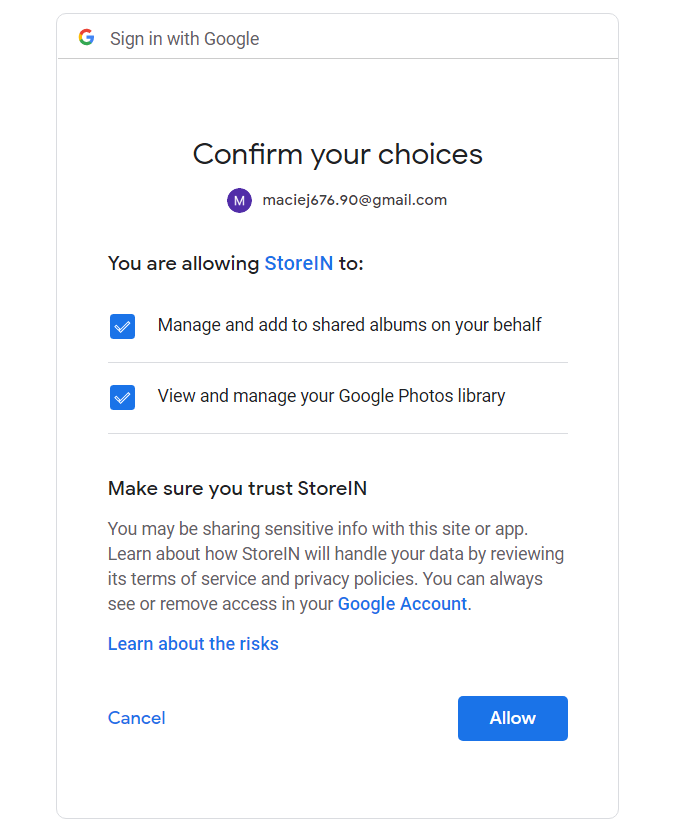 Sign in with Google
Confirm your choices
M
maciej676.90@gmail.com
You are allowing StoreIN to:
Manage and add to shared albums on your behalf
View and manage your Google Photos library
Make sure you trust StoreIN
You may be sharing sensitive info with this site or app.
Learn about how StoreIN will handle your data by reviewing
its terms of service and privacy policies. You can always
see or remove access in your Google Account.
Learn about the risks
Cancel
Allow